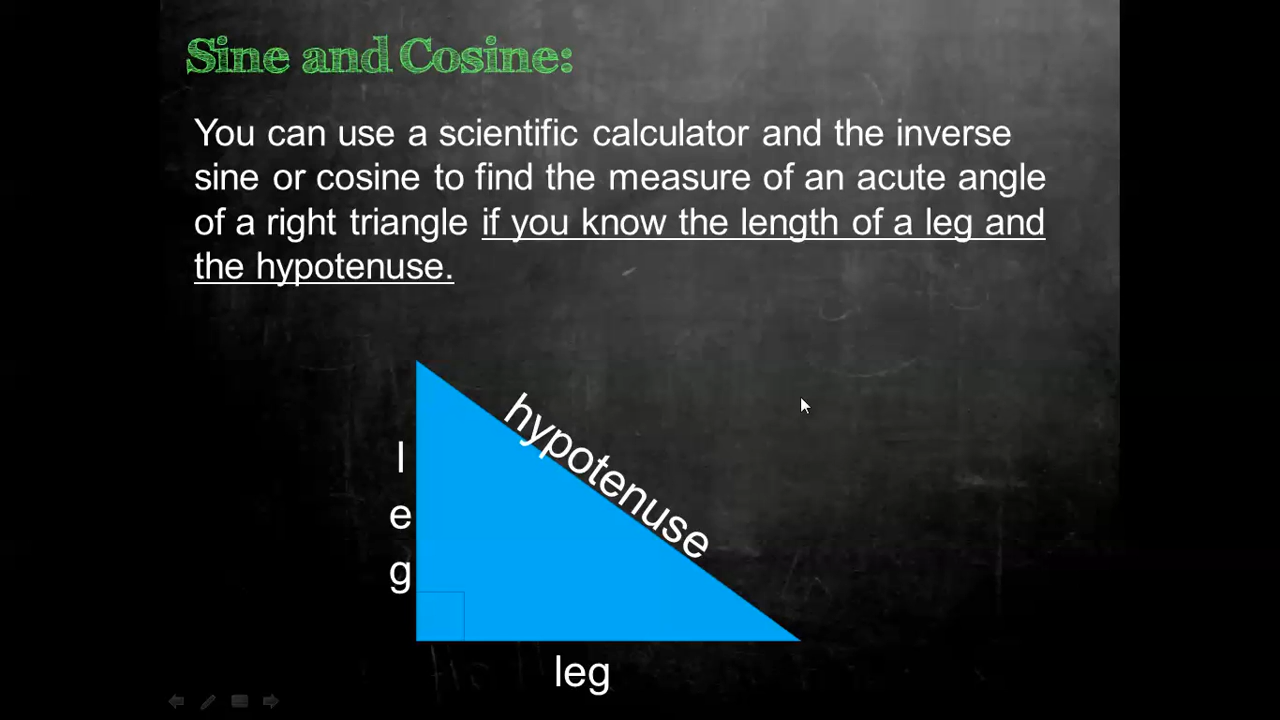 Sine and Cosine:
You can use a scientific calculator and the inverse
sine or cosine to find the measure of an acute angle
of a right triangle if you know the length of a leg and
the hypotenuse.
hypotenuse
leg
leg